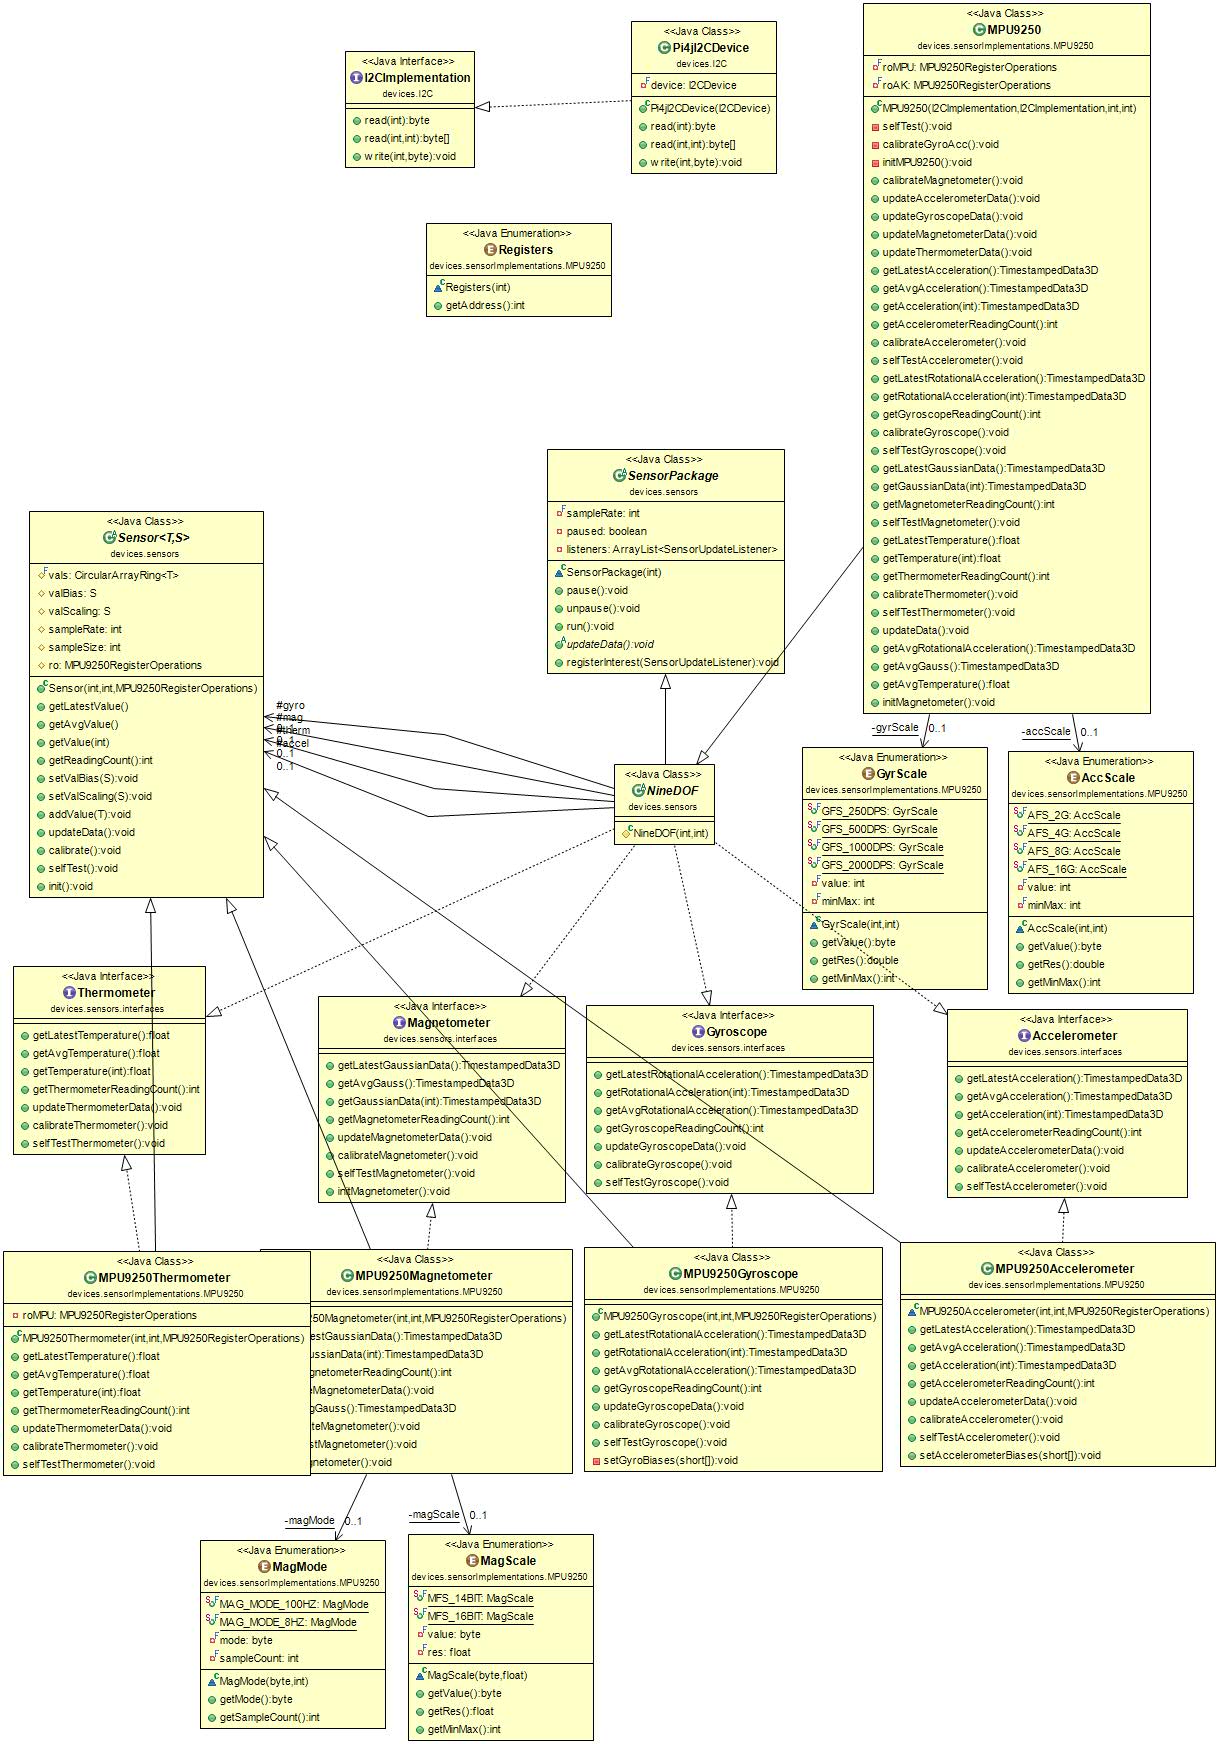 <<Java Interface>>
I2CImplementation
devices.I2C
read(int):byte
read(int,int):byte[]
write(int,byte):void
<<Java Class>>
Pi4jI2CDevice
devices.I2C
device: I2CDevice
Pi4jI2CDevice(I2CDevice)
read(int):byte
read(int,int):byte[]
write(int,byte):void
<<Java Class>>
MPU9250
devices.sensorImplementations.MPU9250
roMPU: MPU9250RegisterOperations
roAK: MPU9250RegisterOperations
MPU9250(I2CImplementation,I2CImplementation,int,int)
selfTest():void
calibrateGyroAcc():void
initMPU9250():void
calibrateMagnetometer():void
updateAccelerometerData():void
updateGyroscopeData():void
updateMagnetometerData():void
updateThermometerData():void
getLatestAcceleration():TimestampedData3D
getAvgAcceleration():TimestampedData3D
getAcceleration(int):TimestampedData3D
getAccelerometerReadingCount():int
calibrateAccelerometer():void
selfTestAccelerometer():void
getLatestRotationalAcceleration():TimestampedData3D
getRotationalAcceleration(int):TimestampedData3D
getGyroscopeReadingCount():int
calibrateGyroscope():void
selfTestGyroscope():void
getLatestGaussianData():TimestampedData3D
getGaussianData(int):TimestampedData3D
getMagnetometerReadingCount():int
selfTestMagnetometer():void
getLatestTemperature():float
getTemperature(int):float
getThermometerReadingCount():int
calibrateThermometer():void
selfTestThermometer():void
updateData():void
getAvgRotationalAcceleration():TimestampedData3D
getAvgGauss():TimestampedData3D
getAvgTemperature():float
initMagnetometer():void
<<Java Enumeration>>
Registers
devices.sensorImplementations.MPU9250
Registers(int)
getAddress():int
<<Java Class>>
SensorPackage
devices.sensors
sampleRate: int
paused: boolean
listeners: ArrayList<SensorUpdateListener>
SensorPackage(int)
pause():void
unpause():void
run():void
updateData():void
registerInterest(SensorUpdateListener):void
<<Java Class>>
Sensor<T,S>
devices.sensors
vals: CircularArrayRing<T>
valBias: S
valScaling: S
sampleRate: int
sampleSize: int
ro: MPU9250RegisterOperations
Sensor(int,int,MPU9250RegisterOperations)
getLatestValue()
getAvgValue()
getValue(int)
getReadingCount():int
setValBias(S):void
setValScaling(S):void
addValue(T):void
updateData():void
calibrate():void
selfTest():void
init():void
#gyro
#mag
0..1
#therm
0..1
#accel
0..1
0..1
<<Java Class>>
NineDOF
devices.sensors
NineDOF(int,int)
-gyrScale
0..1
-accScale
0..1
<<Java Enumeration>>
GyrScale
devices.sensorImplementations.MPU9250
GFS_250DPS: GyrScale
GFS_500DPS: GyrScale
GFS_1000DPS: GyrScale
GFS_2000DPS: GyrScale
value: int
minMax: int
GyrScale(int,int)
getValue():byte
getRes():double
getMinMax():int
<<Java Enumeration>>
AccScale
devices.sensorImplementations.MPU9250
AFS_2G: AccScale
AFS_4G: AccScale
AFS_8G: AccScale
AFS_16G: AccScale
value: int
minMax: int
AccScale(int,int)
getValue():byte
getRes():double
getMinMax():int
<<Java Interface>>
Thermometer
devices.sensors.interfaces
getLatestTemperature():float
getAvgTemperature():float
getTemperature(int):float
getThermometerReadingCount():int
updateThermometerData():void
calibrateThermometer():void
selfTestThermometer():void
<<Java Interface>>
Magnetometer
devices.sensors.interfaces
getLatestGaussianData():TimestampedData3D
getAvgGauss():TimestampedData3D
getGaussianData(int):TimestampedData3D
getMagnetometerReadingCount():int
updateMagnetometerData():void
calibrateMagnetometer():void
selfTestMagnetometer():void
initMagnetometer():void
<<Java Interface>>
Gyroscope
devices.sensors.interfaces
getLatestRotationalAcceleration():TimestampedData3D
getRotationalAcceleration(int):TimestampedData3D
getAvgRotationalAcceleration():TimestampedData3D
getGyroscopeReadingCount():int
updateGyroscopeData():void
calibrateGyroscope():void
selfTestGyroscope():void
<<Java Interface>>
Accelerometer
devices.sensors.interfaces
getLatestAcceleration():TimestampedData3D
getAvgAcceleration():TimestampedData3D
getAcceleration(int):TimestampedData3D
getAccelerometerReadingCount():int
updateAccelerometerData():void
calibrateAccelerometer():void
selfTestAccelerometer():void
<<Java Class>>
MPU9250Thermometer
devices.sensorImplementations.MPU9250
roMPU: MPU9250RegisterOperations
MPU9250Thermometer(int,int,MPU9250RegisterOperations)
getLatestTemperature():float
getAvgTemperature():float
getTemperature(int):float
getThermometerReadingCount():int
updateThermometerData():void
calibrateThermometer():void
selfTestThermometer():void
<<Java Class>>
MPU9250Magnetometer
devices.sensorImplementations.MPU9250
250Magnetometer(int,int,MPU9250RegisterOperations)
estGaussianData():TimestampedData3D
ussianData(int):TimestampedData3D
gnetometerReadingCount():int
eMagnetometerData():void
gGauss():TimestampedData3D
teMagnetometer():void
stMagnetometer():void
gnetometer():void
<<Java Class>>
MPU9250Gyroscope
devices.sensorImplementations.MPU9250
MPU9250Gyroscope(int,int,MPU9250RegisterOperations)
getLatestRotationalAcceleration():TimestampedData3D
getRotationalAcceleration(int):TimestampedData3D
getAvgRotationalAcceleration():TimestampedData3D
getGyroscopeReadingCount():int
updateGyroscopeData():void
calibrateGyroscope():void
selfTestGyroscope():void
setGyroBiases(short[]):void
<<Java Class>>
MPU9250Accelerometer
devices.sensorImplementations.MPU9250
MPU9250Accelerometer(int,int,MPU9250RegisterOperations)
getLatestAcceleration():TimestampedData3D
getAvgAcceleration():TimestampedData3D
getAcceleration(int):TimestampedData3D
getAccelerometerReadingCount():int
updateAccelerometerData():void
calibrateAccelerometer():void
selfTestAccelerometer():void
setAccelerometerBiases(short[]):void
-magMode
0..1
-magScale
0..1
<<Java Enumeration>>
MagMode
devices.sensorImplementations.MPU9250
MAG_MODE_100HZ: MagMode
MAG_MODE_8HZ: MagMode
mode: byte
sampleCount: int
MagMode(byte,int)
getMode():byte
getSampleCount():int
<<Java Enumeration>>
MagScale
devices.sensorImplementations.MPU9250
MFS_14BIT: MagScale
MFS_16BIT: MagScale
value: byte
res: float
MagScale(byte,float)
getValue():byte
getRes():float
getMinMax():int